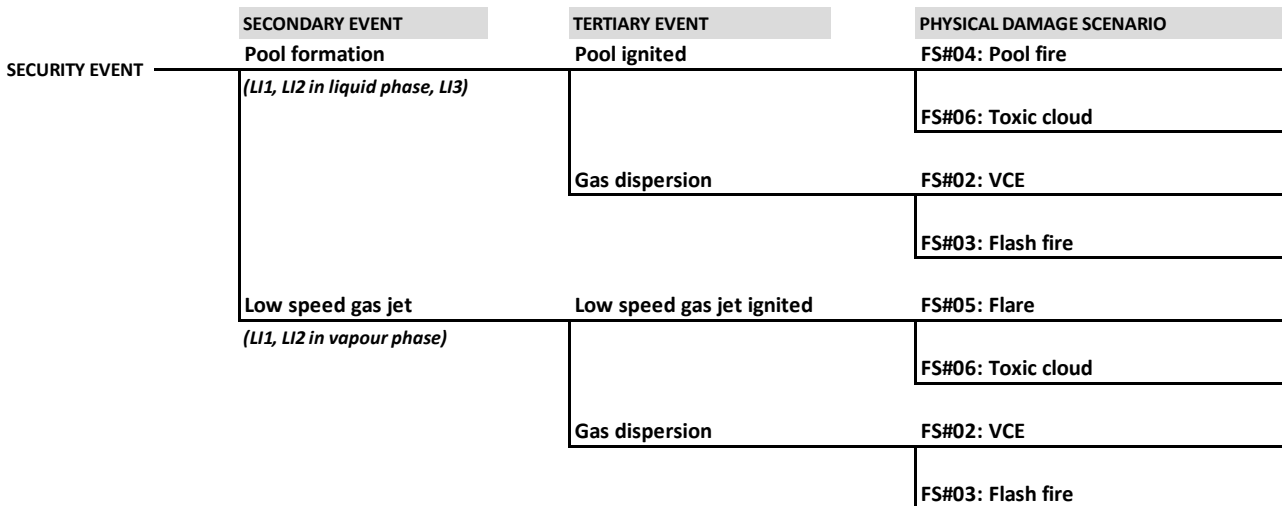 SECONDARY EVENT TERTIARY EVENT PHYSICAL DAMAGE SCENARIO
Pool formation Pool ignited FS#04: Pool fire
SECURITY EVENT
(LI1, LI2 in liquid phase, LI3)
FS#06: Toxic cloud
Gas dispersion FS#02: VCE
FS#03: Flash fire
Low speed gas jet Low speed gas jet ignited FS#05: Flare
(LI1, LI2 in vapour phase)
FS#06: Toxic cloud
Gas dispersion FS#02: VCE
FS#03: Flash fire